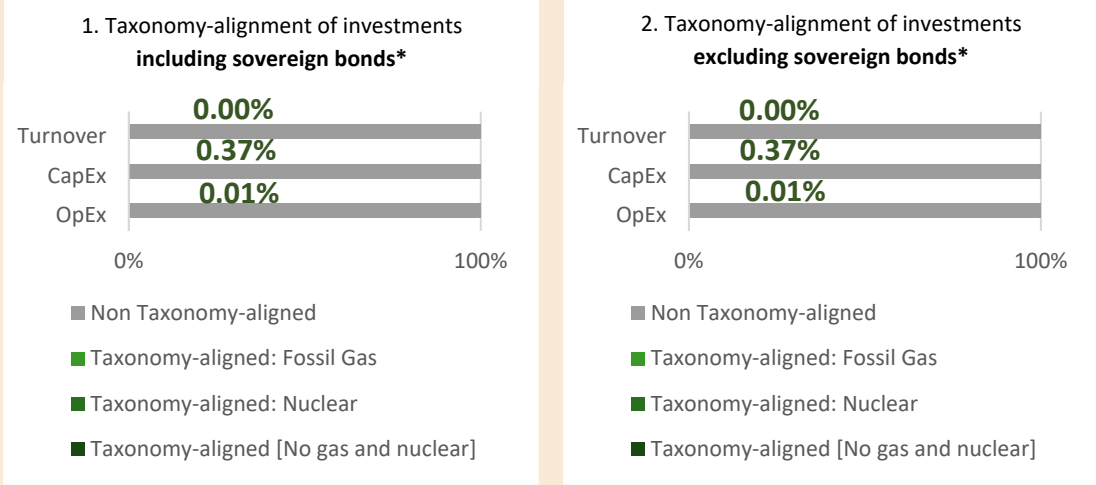 1. Taxonomy-alignment of investments
including sovereign bonds*
0.00%
Turnover
0.37%
CapEx
0.01%
OpEx
0% 100%
Non Taxonomy-aligned
Taxonomy-aligned: Fossil Gas
Taxonomy-aligned: Nuclear
Taxonomy-aligned [No gas and nuclear]
2. Taxonomy-alignment of investments
excluding sovereign bonds*
0.00%
Turnover
0.37%
CapEx
0.01%
OpEx
0% 100%
Non Taxonomy-aligned
Taxonomy-aligned: Fossil Gas
Taxonomy-aligned: Nuclear
Taxonomy-aligned [No gas and nuclear]